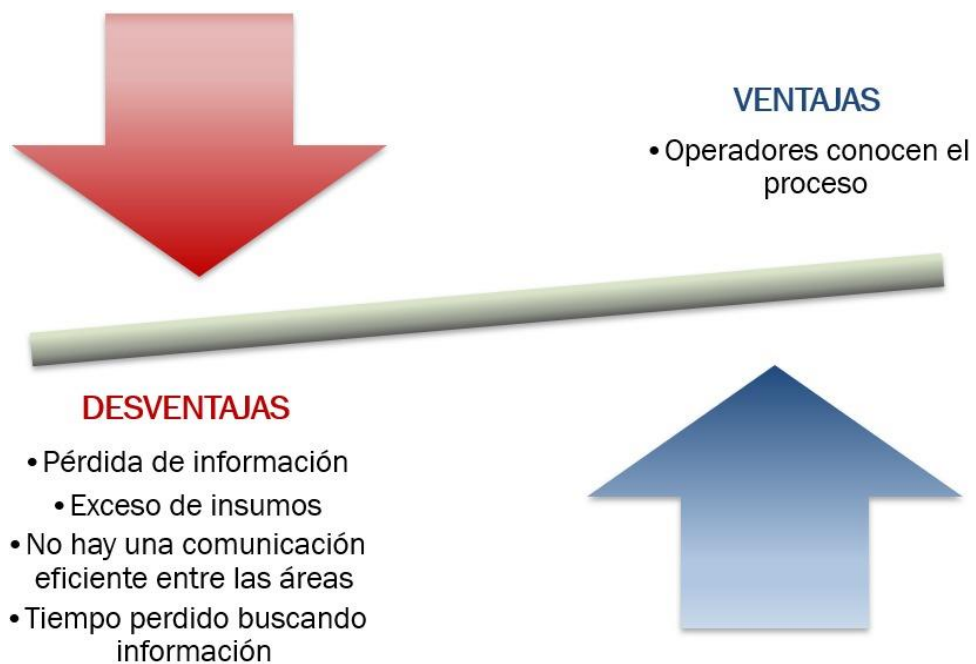 VENTAJAS
• Operadores conocen el
proceso
DESVENTAJAS
• Pérdida de información
• Exceso de insumos
• No hay una comunicación
eficiente entre las áreas
• Tiempo perdido buscando
información